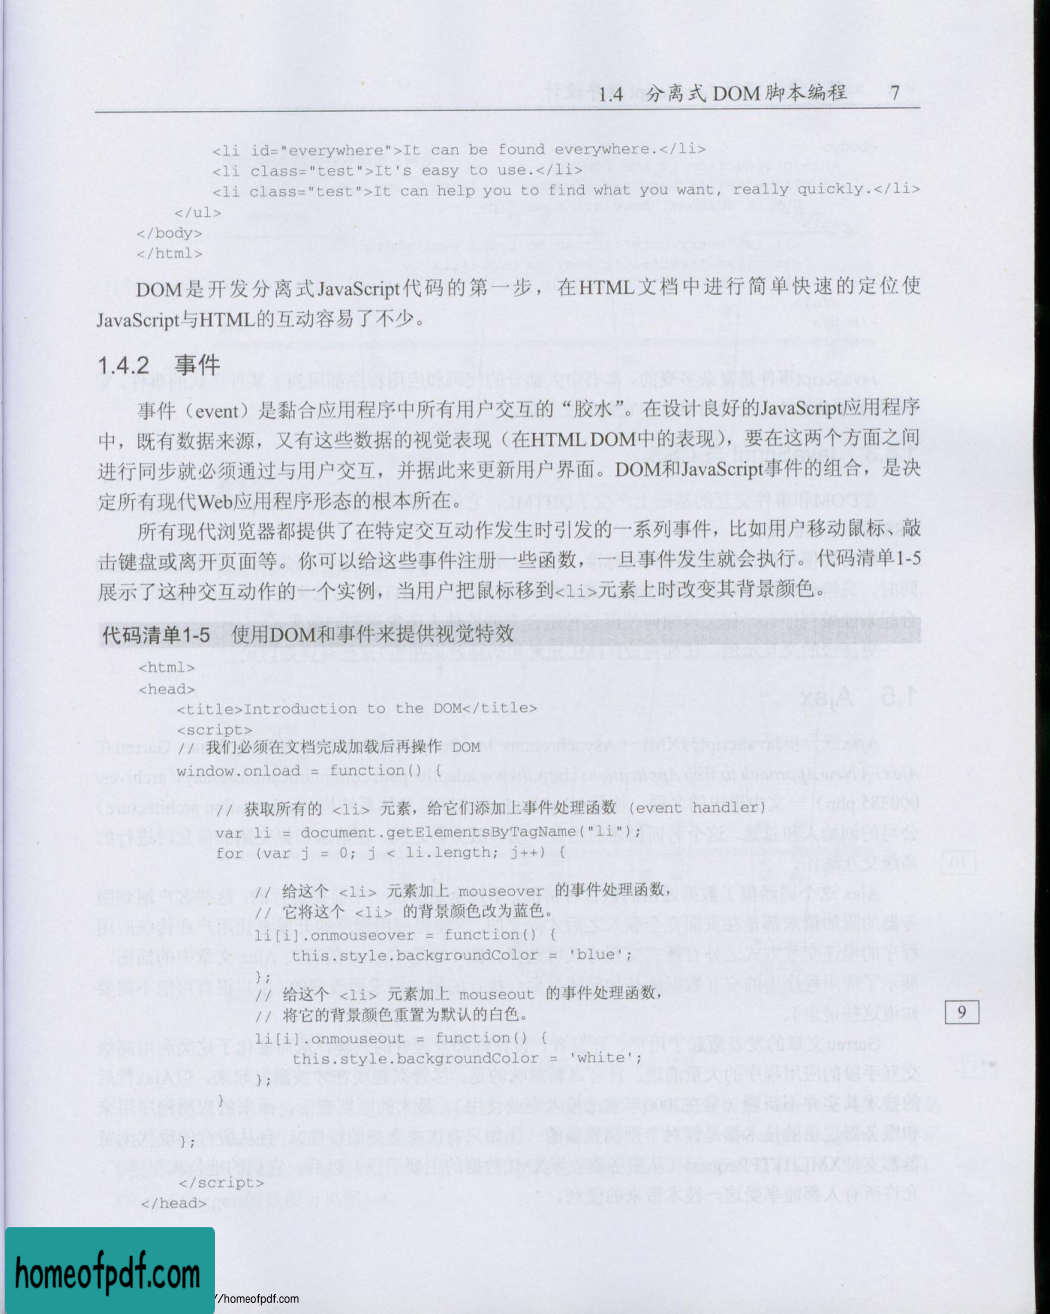 1.4 分离式 DOM 脚本编程 7
<li id="everywhere">It can be found everywhere.</li>
<li class="test">It's easy to use.</li>
<li class="test">It can help you to find what you want, really quickly.</li>
</ul>
</body>
</html>
DOM是开发分离式JavaScript代码的第一步，在HTML文档中进行简单快速的定位使
JavaScript与HTML的互动容易了不少。
1.4.2 事件
事件（event）是黏合应用程序中所有用户交互的“胶水”。在设计良好的JavaScript应用程序
中，既有数据来源，又有这些数据的视觉表现（在HTML DOM中的表现），要在这两个方面之间
进行同步就必须通过与用户交互，并据此来更新用户界面。DOM和JavaScript事件的组合，是决
定所有现代Web应用程序形态的根本所在。
所有现代浏览器都提供了在特定交互动作发生时引发的一系列事件，比如用户移动鼠标、敲
击键盘或离开页面等。你可以给这些事件注册一些函数，一旦事件发生就会执行。代码清单1-5
展示了这种交互动作的一个实例，当用户把鼠标移到<li>元素上时改变其背景颜色。
代码清单1-5 使用DOM和事件来提供视觉特效
<html>
<head>
<title>Introduction to the DOM</title>
<script>
// 我们必须在文档完成加载后再操作 DOM
window.onload = function() {
// 获取所有的 <li> 元素，给它们添加上事件处理函数 (event handler)
var li = document.getElementsByTagName("li");
for (var j = 0; j < li.length; j++) {
// 给这个 <li> 元素加上 mouseover 的事件处理函数，
// 它将这个 <li> 的背景颜色改为蓝色。
li[i].onmouseover = function() {
this.style.backgroundColor = 'blue';
};
// 给这个 <li> 元素加上 mouseout 的事件处理函数，
// 将它的背景颜色重置为默认的白色。
9
li[i].onmouseout = function() {
this.style.backgroundColor = 'white';
};
}
};
</script>
</head>
homeofpdf.com
//homeofpdf.com